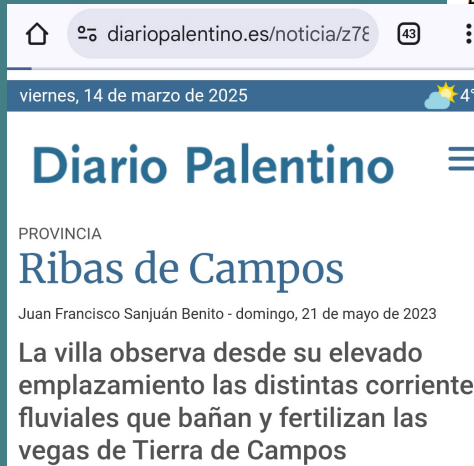 diariopalentino.es/noticia/z78
43
viernes, 14 de marzo de 2025
4°
Diario Palentino
PROVINCIA
Ribas de Campos
Juan Francisco Sanjuán Benito - domingo, 21 de mayo de 2023
La villa observa desde su elevado
emplazamiento las distintas corriente
fluviales que bañan y fertilizan las
vegas de Tierra de Campos